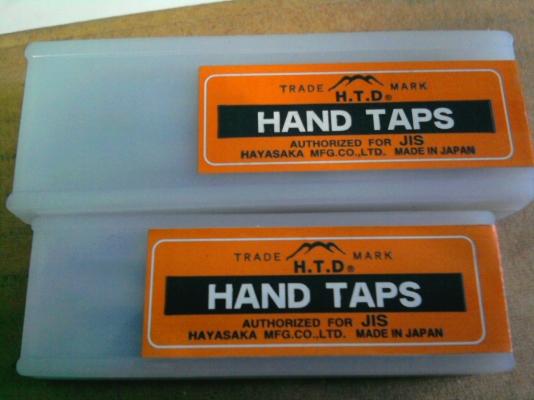 TRADE MARK
H.T.D®
HAND TAPS
AUTHORIZED FOR JIS
HAYASAKA MFG.CO.,LTD. MADE IN JAPAN
TRADE MARK
H.T.D®
HAND TAPS
AUTHORIZED FOR JIS
HAYASAKA MFG.CO.,LTD. MADE IN JAPAN